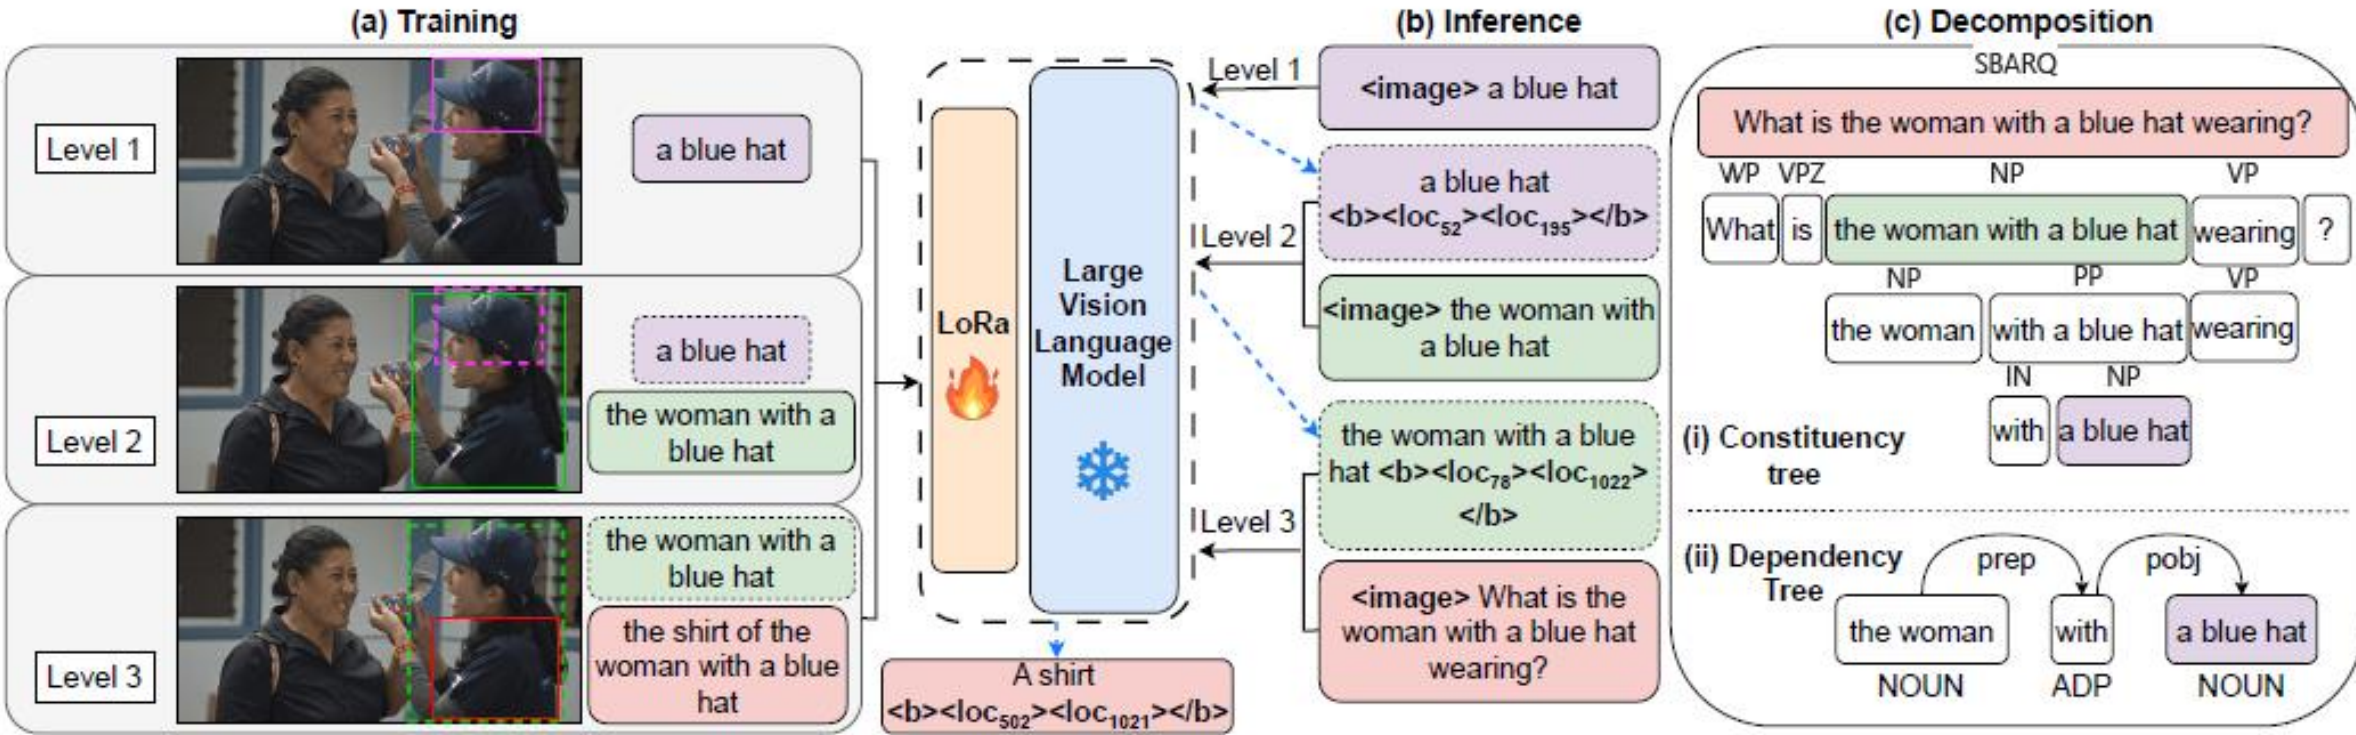 (a) Training
Level 1
a blue hat
Level 2
a blue hat
the woman with a
blue hat
Level 3
the woman with a
blue hat
the shirt of the
woman with a blue
hat
LoRa
Large
Vision
Language
Model
A shirt
<b><loc502><loc1021></b>
(b) Inference
Level 1
<image> a blue hat
a blue hat
<b><loc52><loc195></b>
Level 2
<image> the woman with
a blue hat
the woman with a blue
hat <b><loc78><loc1022>
</b>
Level 3
<image> What is the
woman with a blue hat
wearing?
(c) Decomposition
SBARQ
What is the woman with a blue hat wearing?
WP VPZ NP VP
What is the woman with a blue hat wearing ?
NP PP VP
the woman with a blue hat wearing
IN NP
with a blue hat
(i) Constituency
tree
(ii) Dependency
Tree
prep pobj
the woman with a blue hat
NOUN ADP NOUN